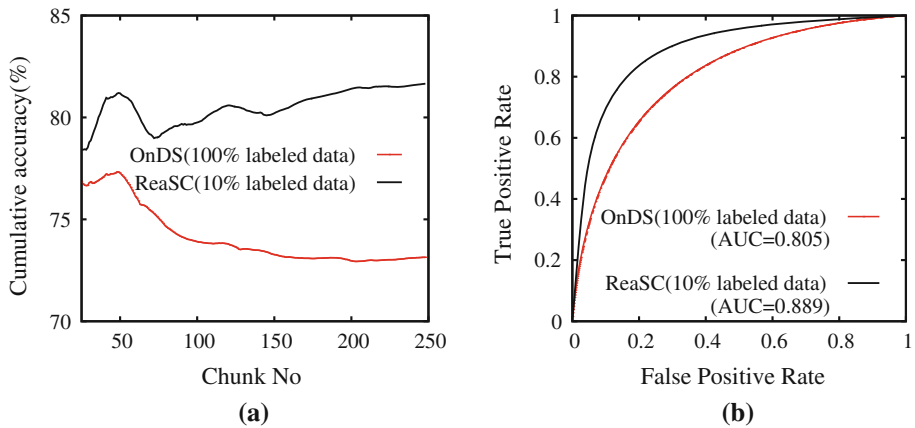 85
80
75
70
Cumulative accuracy(%)
OnDS(100% labeled data)
ReaSC(10% labeled data)
50
100
150
200
250
Chunk No
(a)
1
0.8
0.6
0.4
0.2
0
True Positive Rate
OnDS(100% labeled data)
(AUC=0.805)
ReaSC(10% labeled data)
(AUC=0.889)
0
0.2
0.4
0.6
0.8
1
False Positive Rate
(b)